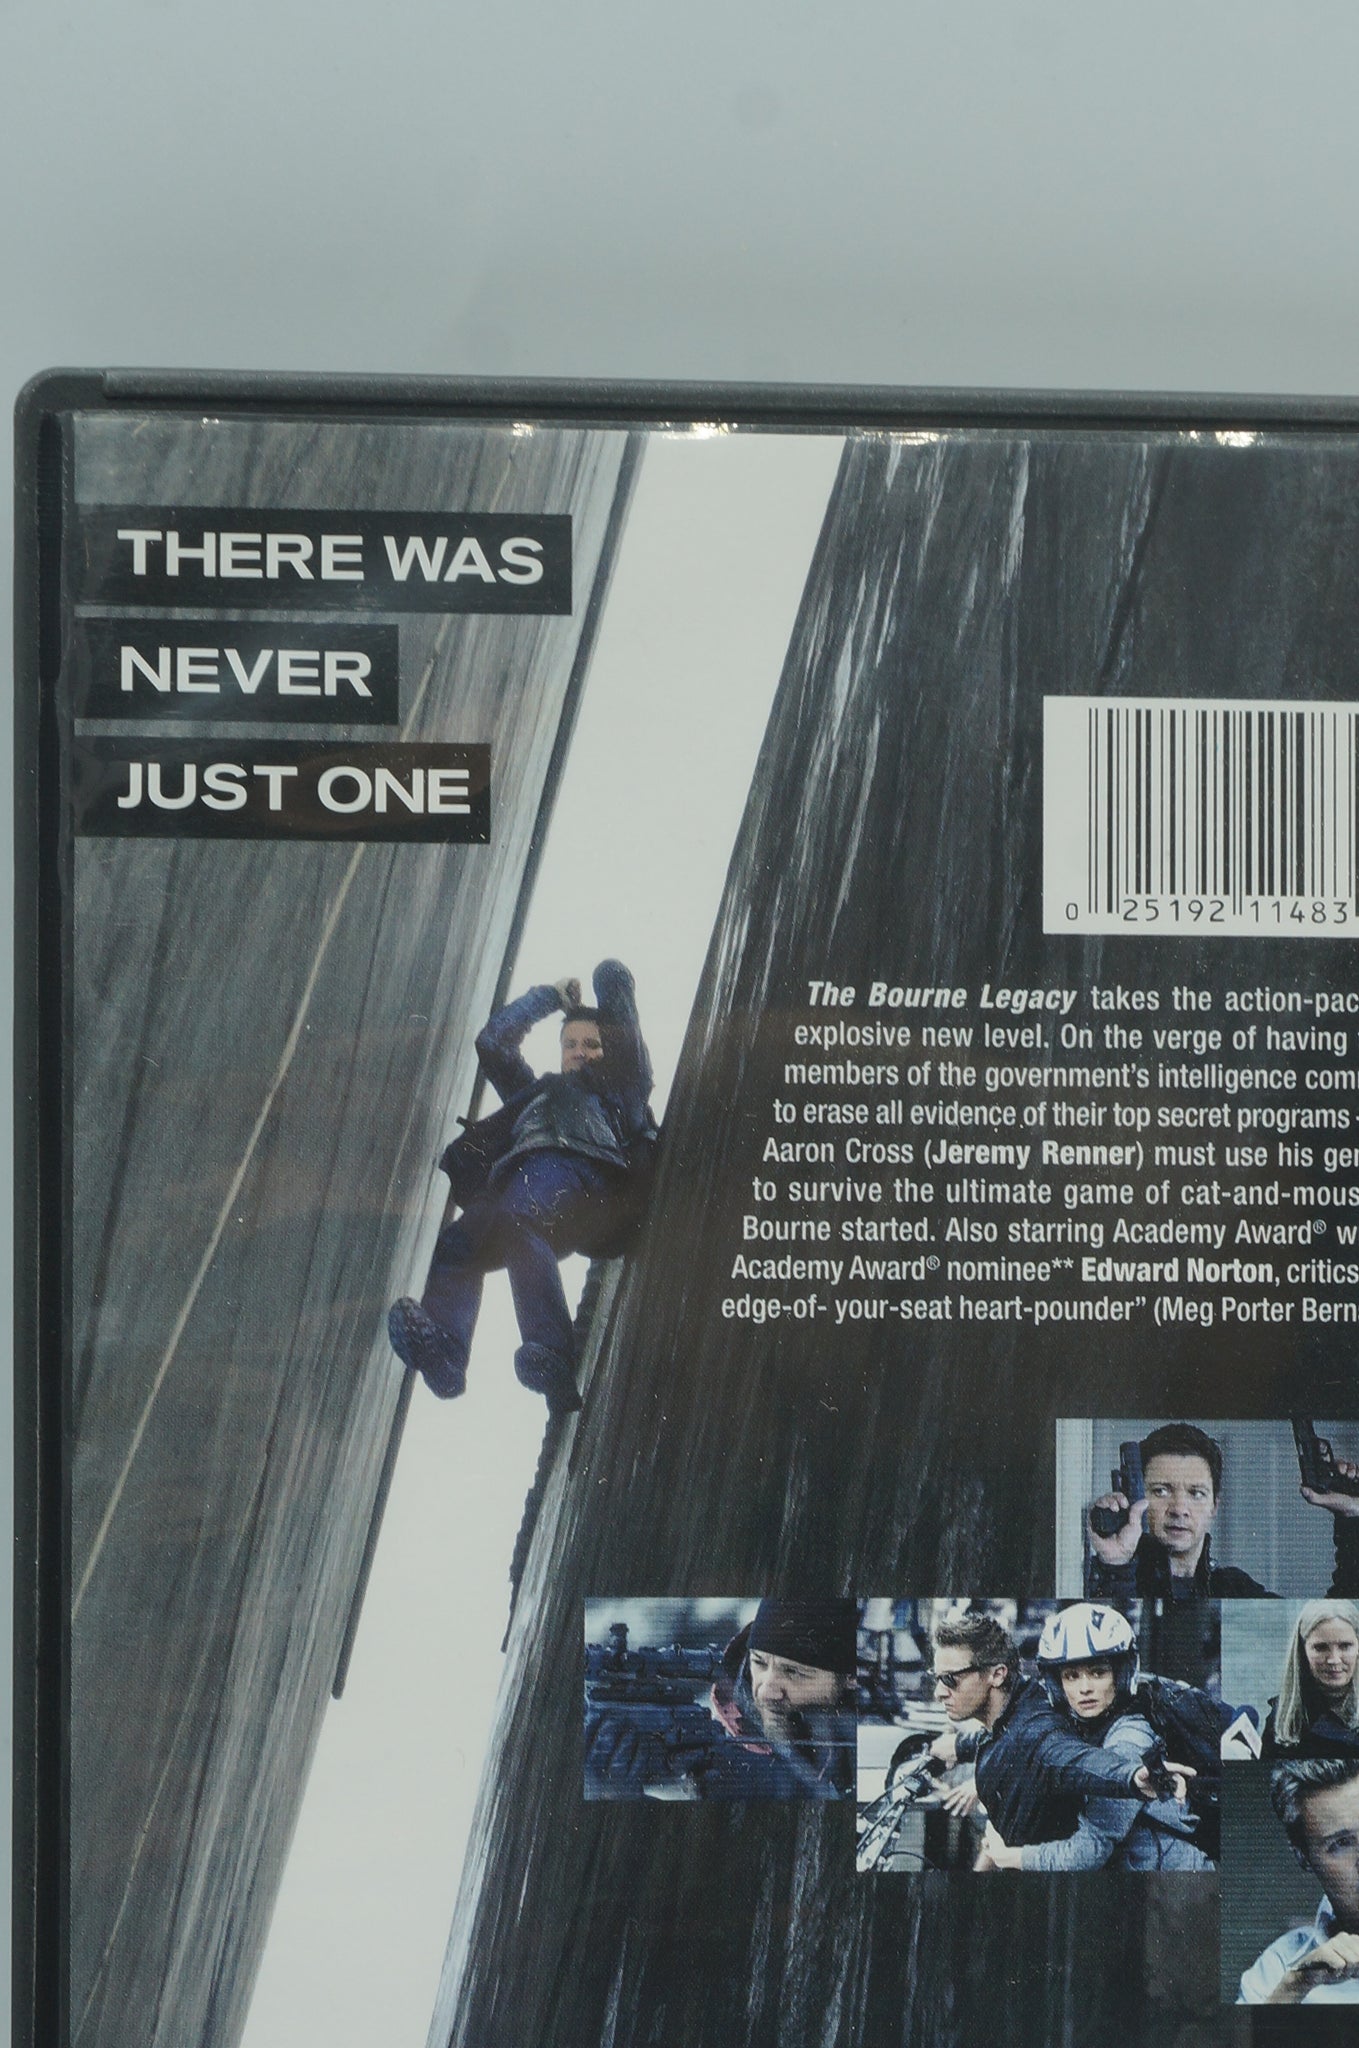 THERE WAS
NEVER
JUST ONE
0 25192 11483
The Bourne Legacy takes the action-pac
explosive new level. On the verge of having
members of the government's intelligence com
to erase all evidence of their top secret programs -
Aaron Cross (Jeremy Renner) must use his ger
to survive the ultimate game of cat-and-mous
Bourne started. Also starring Academy Award® w
Academy Award® nominee** Edward Norton, critics
edge-of- your-seat heart-pounder" (Meg Porter Bern